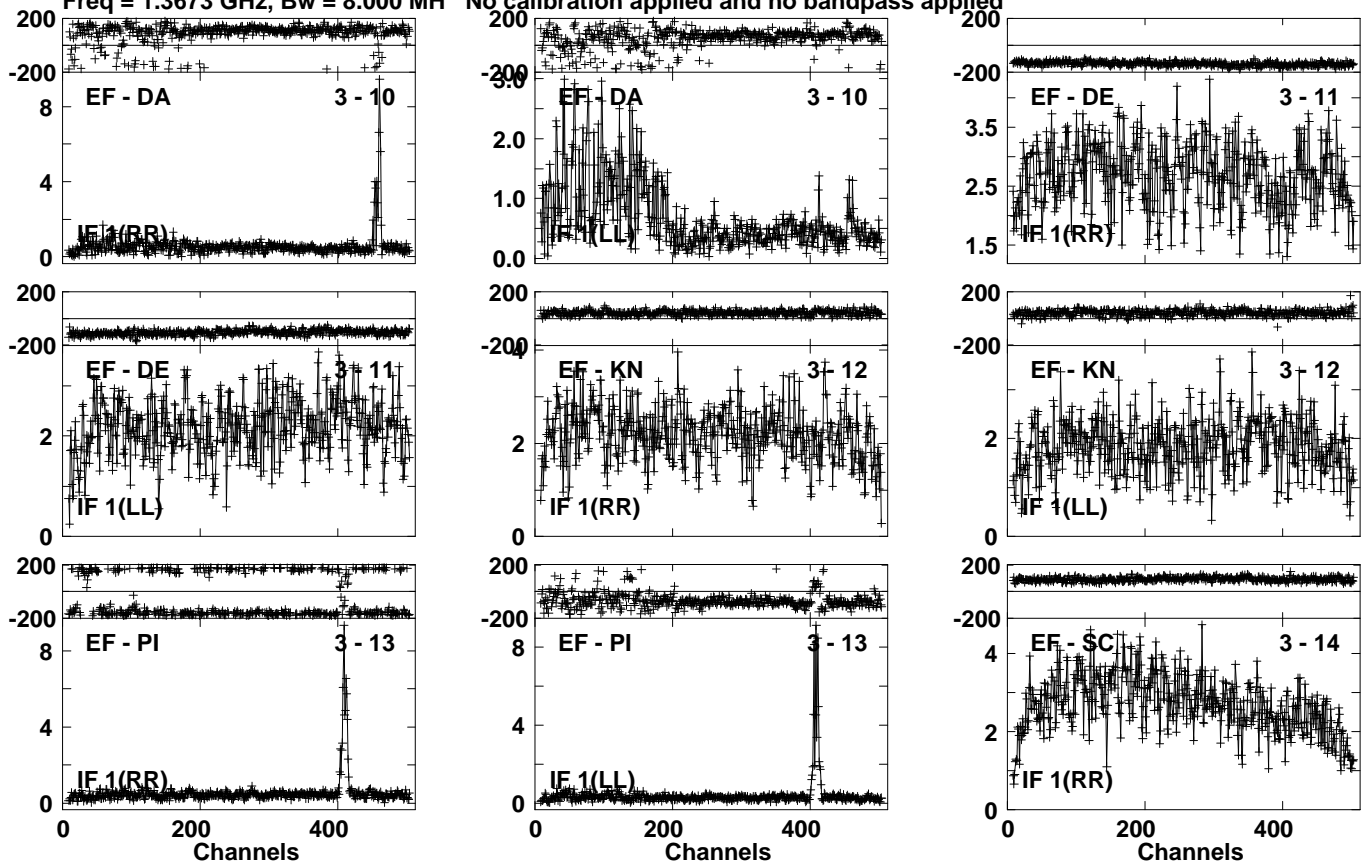 Freq = 1.3673 GHz, Bw = 8.000 MH No calibration applied and no bandpass applied
200
-200
8
4
0
EF - DA 3 - 10
IF 1(RR)
200
-200
3.0
2.0
1.5
1.0
0.5
0.0
EF - DA 3 - 10
IF 1(LL)
200
-200
3.5
2.5
1.5
EF - DE 3 - 11
IF 1(RR)
200
-200
2
0
EF - DE 3 - 11
IF 1(LL)
200
-200
4
2
0
EF - KN 3 - 12
IF 1(RR)
200
-200
2
0
EF - KN 3 - 12
IF 1(LL)
200
-200
8
4
0
EF - PI 3 - 13
IF 1(RR)
0 200 400
Channels
200
-200
8
4
0
EF - PI 3 - 13
IF 1(LL)
0 200 400
Channels
200
-200
4
2
0
EF - SC 3 - 14
IF 1(RR)
0 200 400
Channels